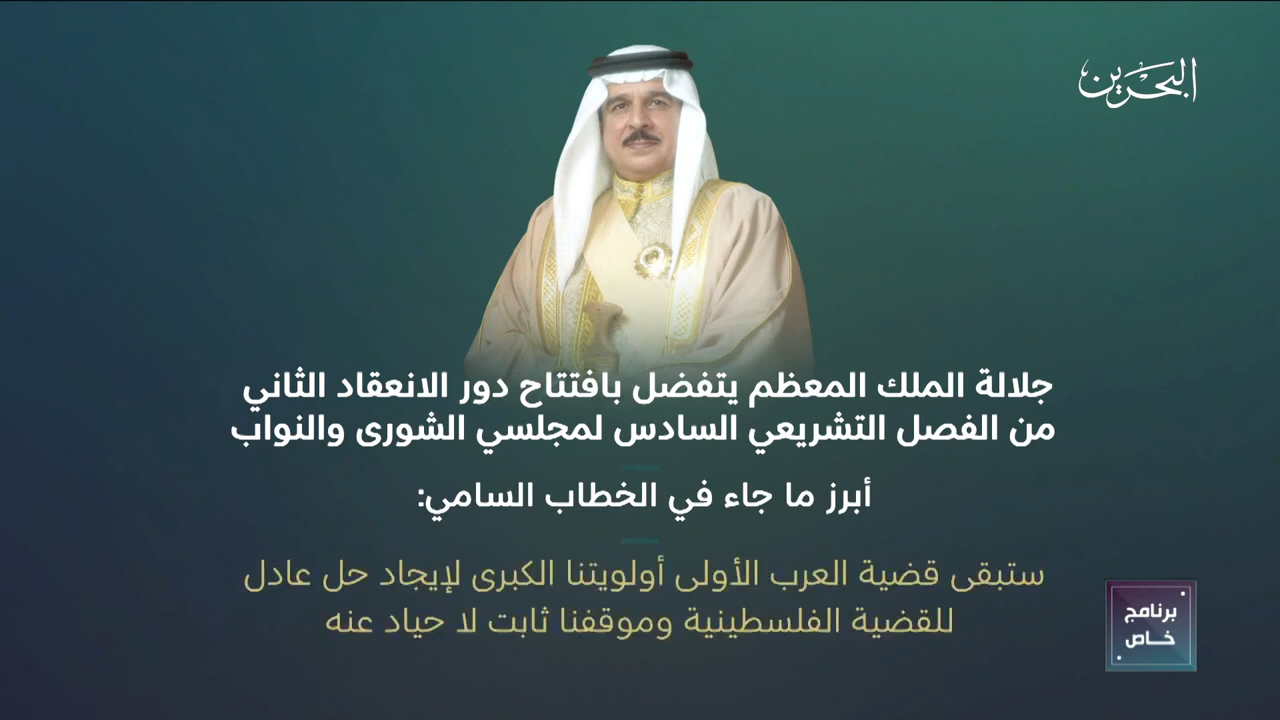 البحرين
جلالة الملك المعظم يتفضل بافتتاح دور الانعقاد الثاني
من الفصل التشريعي السادس لمجلسي الشورى والنواب
أبرز ما جاء في الخطاب السامي:
ستبقى قضية العرب الأولى أولويتنا الكبرى لإيجاد حل عادل
للقضية الفلسطينية وموقفنا ثابت لا حياد عنه
برنامج
خاص